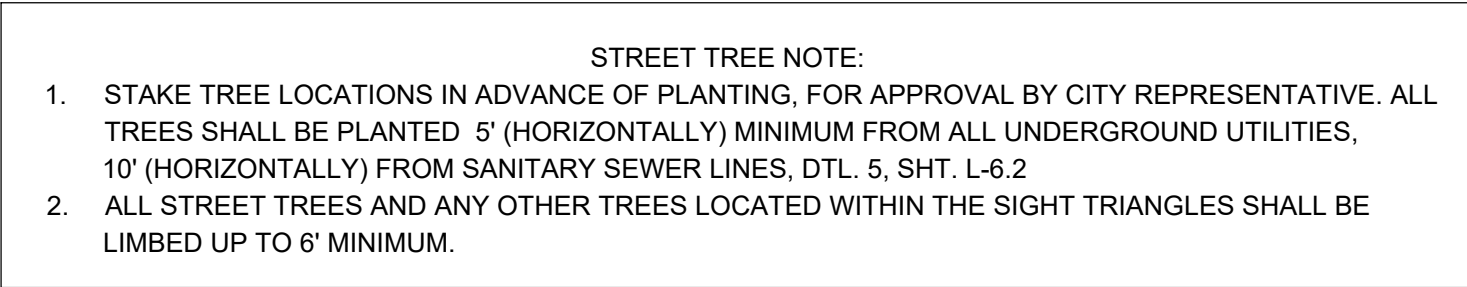 STREET TREE NOTE:
1. STAKE TREE LOCATIONS IN ADVANCE OF PLANTING, FOR APPROVAL BY CITY REPRESENTATIVE. ALL
TREES SHALL BE PLANTED  5' (HORIZONTALLY) MINIMUM FROM ALL UNDERGROUND UTILITIES,
10' (HORIZONTALLY) FROM SANITARY SEWER LINES, DTL. 5, SHT. L-6.2
2. ALL STREET TREES AND ANY OTHER TREES LOCATED WITHIN THE SIGHT TRIANGLES SHALL BE
LIMBED UP TO 6' MINIMUM.